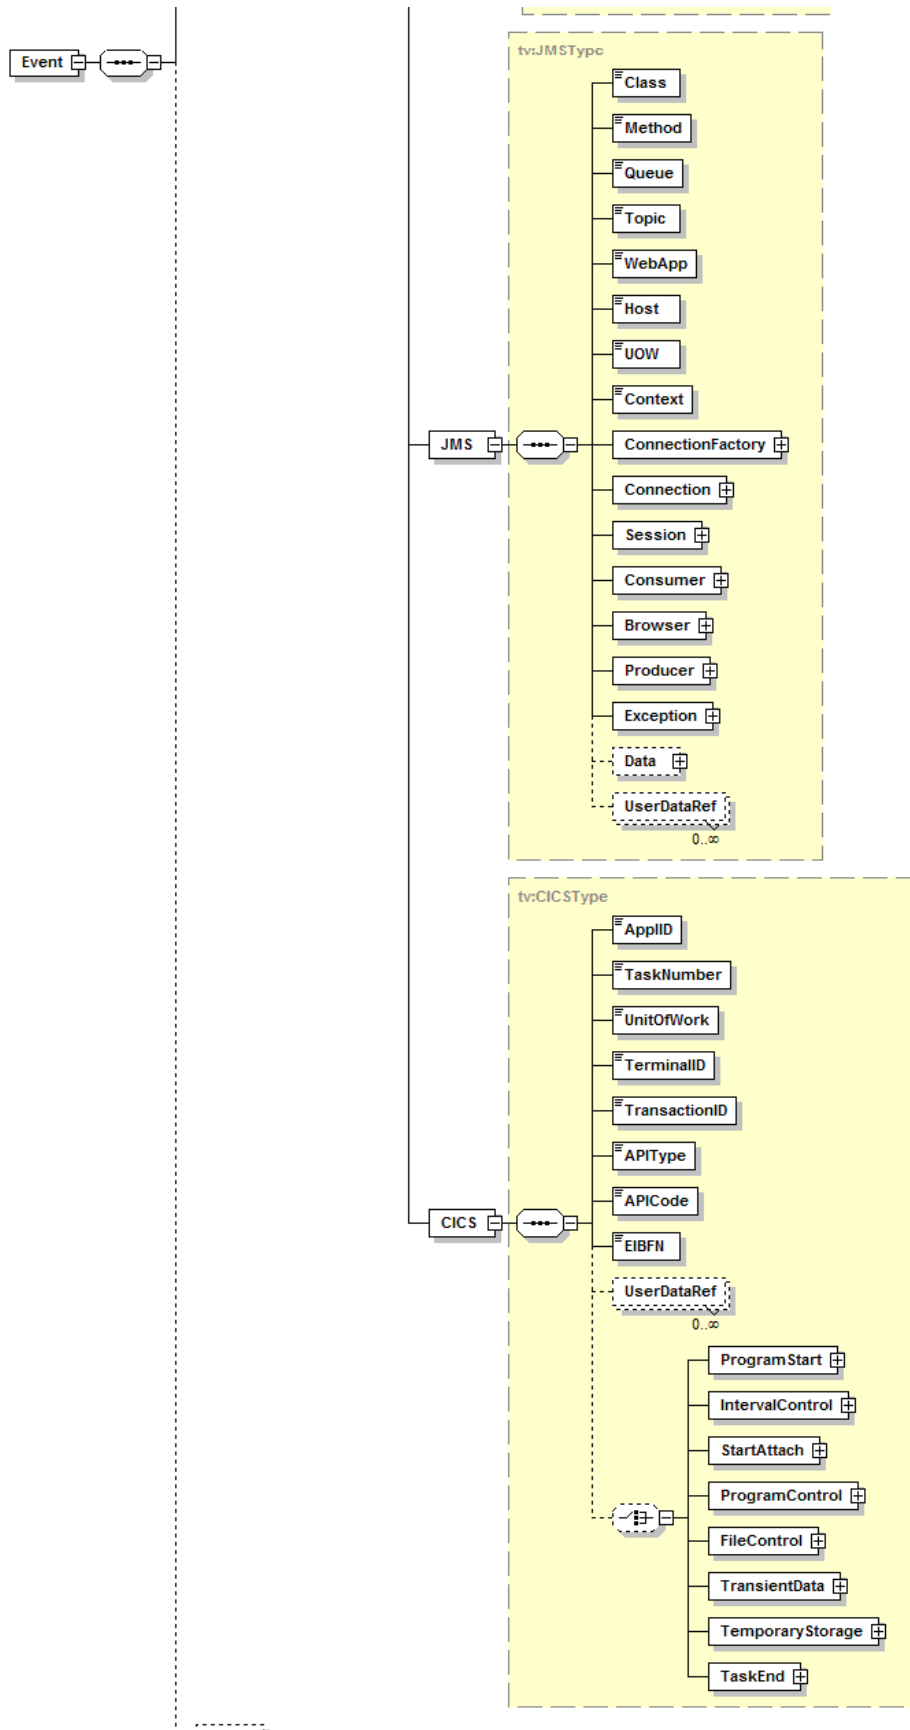 Event
tv:JMSType
Class
Method
Queue
Topic
WebApp
Host
UOW
Context
JMS
ConnectionFactory
Connection
Session
Consumer
Browser
Producer
Exception
Data
UserDataRef
0..∞
tv:CICSType
ApplID
TaskNumber
UnitOfWork
TerminalID
TransactionID
APIType
APICode
CICS
EIBFN
UserDataRef
0..∞
ProgramStart
IntervalControl
StartAttach
ProgramControl
FileControl
TransientData
TemporaryStorage
TaskEnd